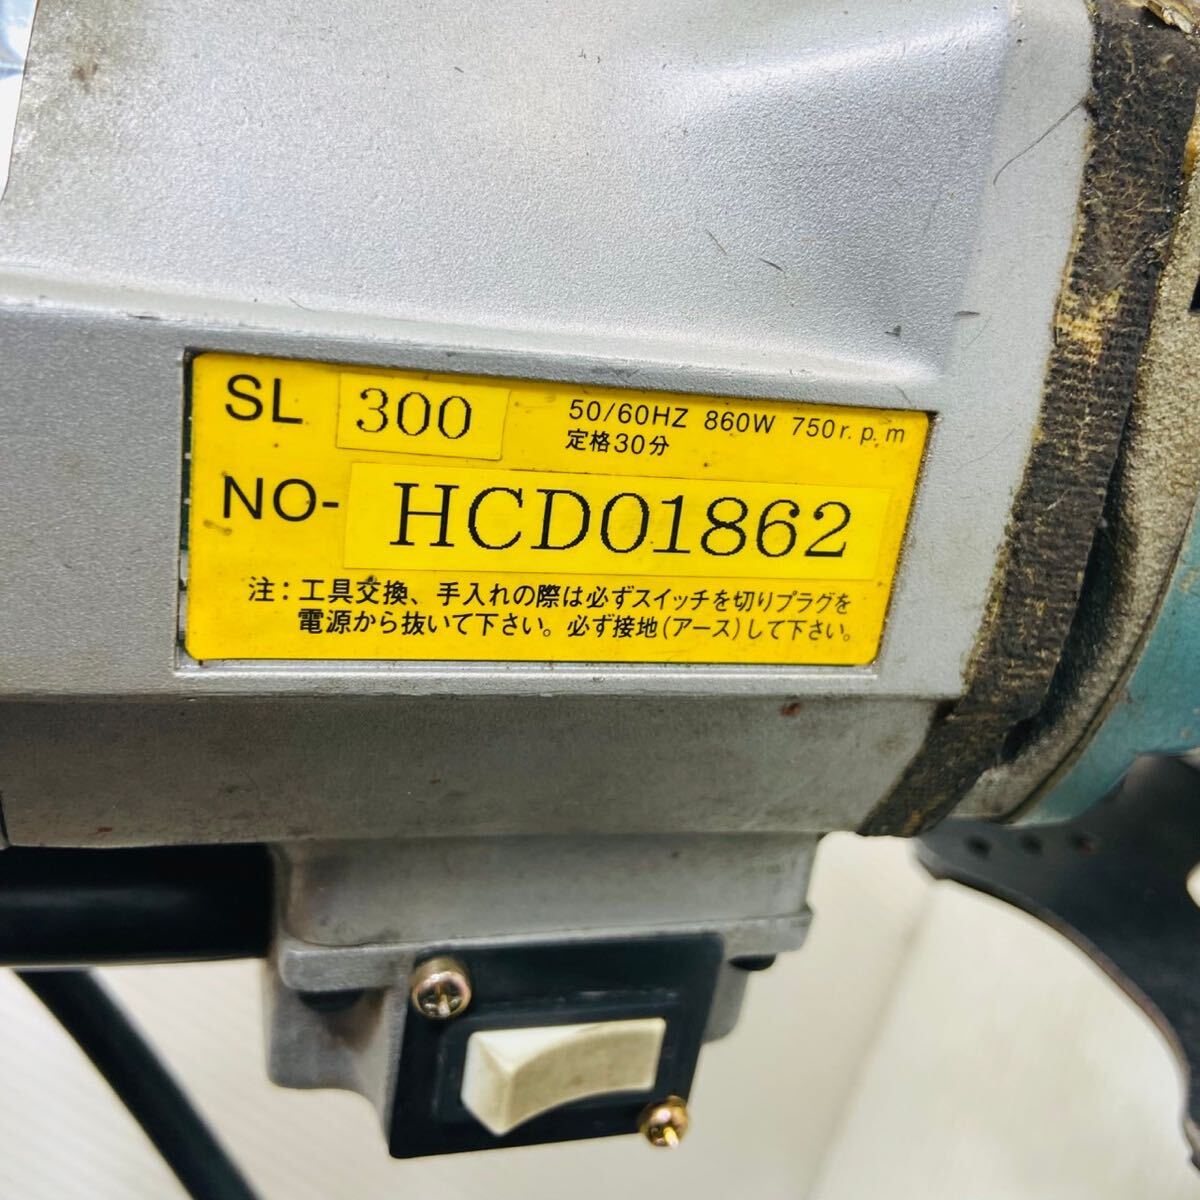 SL 300 50/60HZ 860W 750r.p.m
定格30分
NO- HCD01862
注：工具交換、手入れの際は必ずスイッチを切りプラグを
電源から抜いて下さい。必ず接地(アース)して下さい。